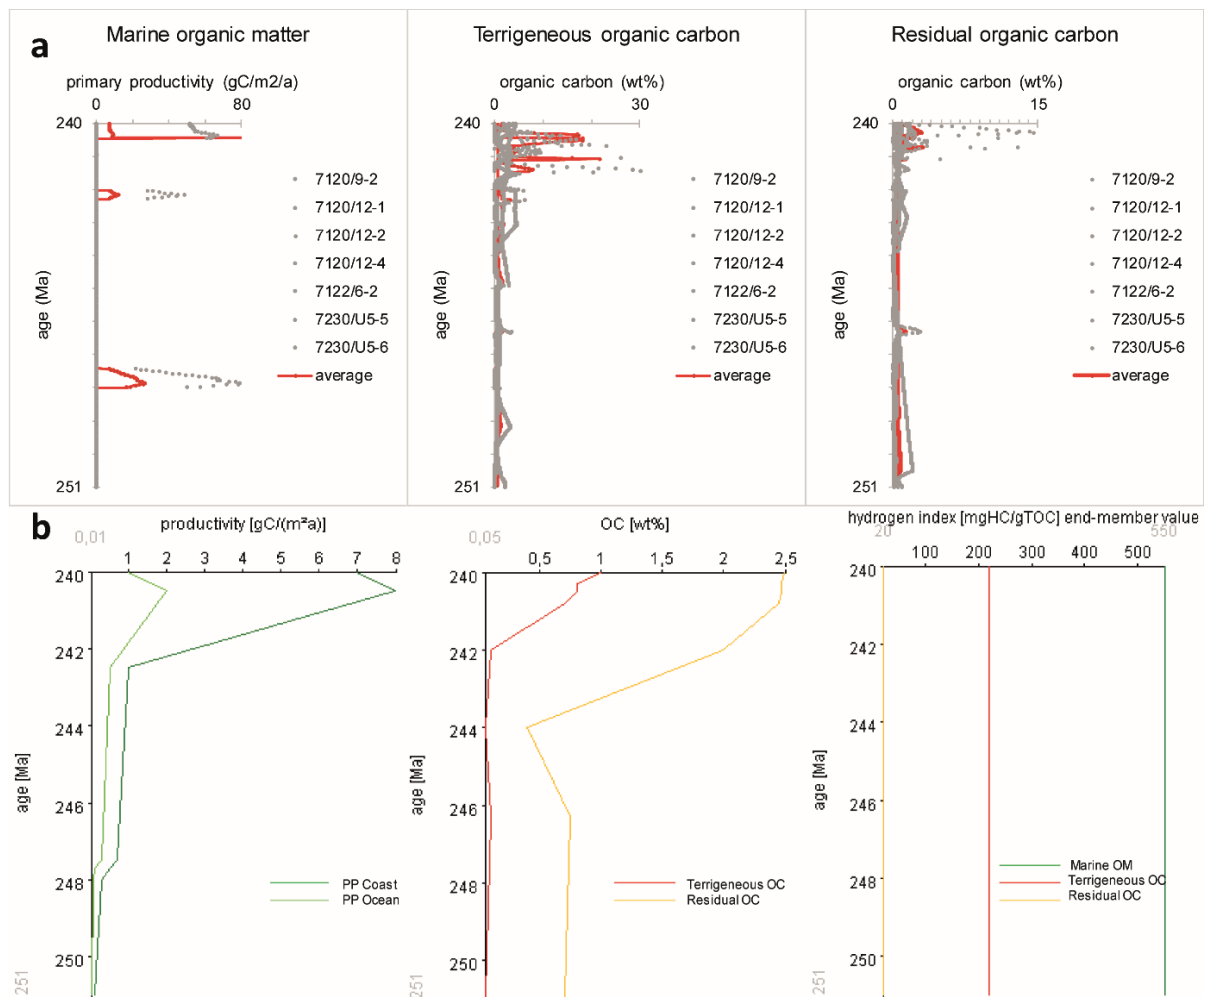 a
Marine organic matter
primary productivity (gC/m2/a)
0 80
240
7120/9-2
7120/12-1
7120/12-2
7120/12-4
7122/6-2
7230/U5-5
7230/U5-6
average
age (Ma)
251
Terrigeneous organic carbon
organic carbon (wt%)
0 30
240
7120/9-2
7120/12-1
7120/12-2
7120/12-4
7122/6-2
7230/U5-5
7230/U5-6
average
age (Ma)
251
Residual organic carbon
organic carbon (wt%)
0 15
240
7120/9-2
7120/12-1
7120/12-2
7120/12-4
7122/6-2
7230/U5-5
7230/U5-6
average
age (Ma)
251
b
productivity [gC/(m²a)]
0,01
1 2 3 4 5 6 7 8
240
242
244
246
248
250
251
age [Ma]
PP Coast
PP Ocean
OC [wt%]
0,05
0,5 1 1,5 2 2,5
240
242
244
246
248
250
251
age [Ma]
Terrigeneous OC
Residual OC
hydrogen index [mgHC/gTOC] end-member value
20 550
100 200 300 400 500
240
242
244
246
248
250
251
age [Ma]
Marine OM
Terrigeneous OC
Residual OC